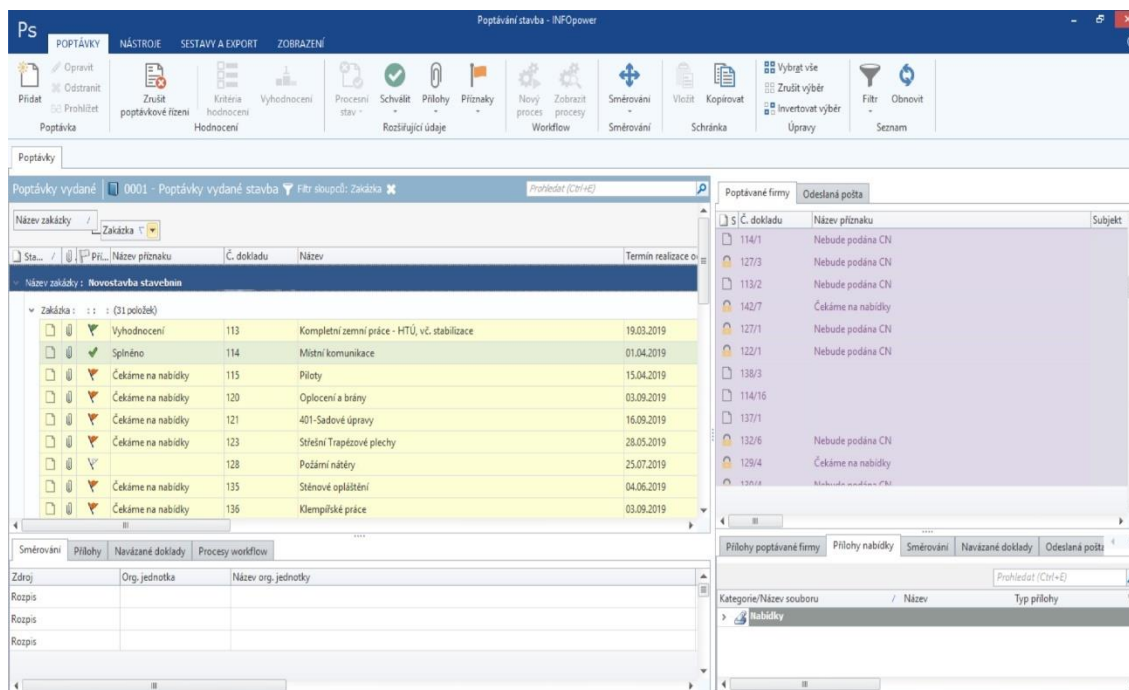 Poptávání stavba - INFOpower
Ps
POPTÁVKY NÁSTROJE SESTAVY A EXPORT ZOBRAZENÍ
Přidat
Opravit
Odstranit
Prohlížet
Poptávka
Zrušit poptávkové řízení
Kritéria hodnocení
Vyhodnocení
Hodnocení
Procesní stav
Schválit
Přílohy
Příznaky
Rozšiřující údaje
Nový proces
Zobrazit procesy
Workflow
Směrování
Směrování
Vložit
Kopírovat
Schránka
Vybrat vše
Zrušit výběr
Invertovat výběr
Úpravy
Filtr
Obnovit
Seznam
Poptávky
Poptávky vydané 0001 - Poptávky vydané stavba Filtr sloupců: Zakázka
Prohledat (Ctrl+E)
Název zakázky /
Zakázka
Sta... / Pří... Název příznaku Č. dokladu Název Termín realizace o
Název zakázky : Novostavba stavebnin
Zakázka : : : : (31 položek)
Vyhodnocení 113 Kompletní zemní práce - HTÚ, vč. stabilizace 19.03.2019
Splněno 114 Místní komunikace 01.04.2019
Čekáme na nabídky 115 Piloty 15.04.2019
Čekáme na nabídky 120 Oplocení a brány 03.09.2019
Čekáme na nabídky 121 401-Sadové úpravy 16.09.2019
Čekáme na nabídky 123 Střešní Trapézové plechy 28.05.2019
128 Požární nátěry 25.07.2019
Čekáme na nabídky 135 Stěnové opláštění 04.06.2019
Čekáme na nabídky 136 Klempířské práce 03.09.2019
Směrování Přílohy Navázané doklady Procesy workflow
Zdroj Org. jednotka Název org. jednotky
Rozpis
Rozpis
Rozpis
Poptávané firmy Odeslaná pošta
S Č. dokladu Název příznaku Subjekt
114/1 Nebude podána CN
127/3 Nebude podána CN
113/2 Nebude podána CN
142/7 Čekáme na nabídky
127/1 Nebude podána CN
122/1 Nebude podána CN
138/3
114/16
137/1
132/6 Nebude podána CN
129/4 Čekáme na nabídky
Nebude podána CN
Přílohy poptávané firmy Přílohy nabídky Směrování Navázané doklady Odeslaná pošta
Prohledat (Ctrl+E)
Kategorie/Název souboru / Název Typ přílohy
Nabídky